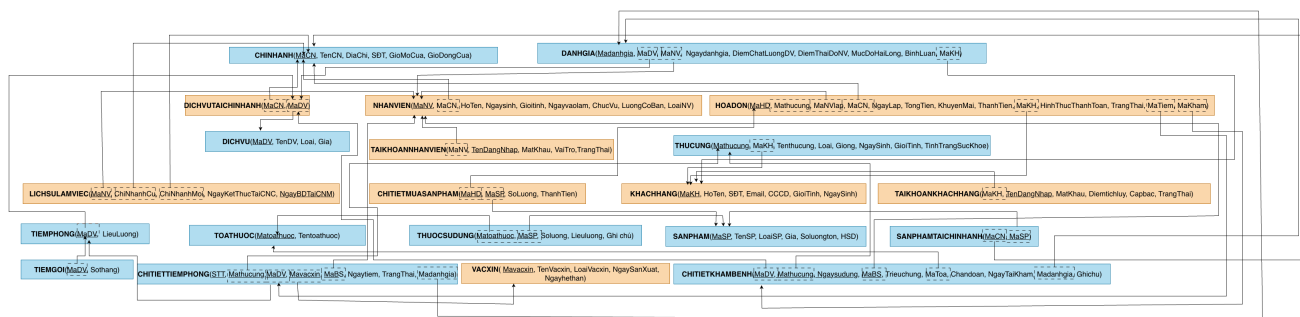 CHINHANH(MaCN, TenCN, DiaChi, SĐT, GioMoCua, GioDongCua)
DANHGIA(Madanhgia, MaDV, MaNV, Ngaydanhgia, DiemChatLuongDV, DiemThaiDoNV, MucDoHaiLong, BinhLuan, MaKH)
DICHVUTAICHINHANH(MaCN, MaDV)
NHANVIEN(MaNV, MaCN, HoTen, Ngaysinh, Gioitinh, Ngayvaolam, ChucVu, LuongCoBan, LoaiNV)
HOADON(MaHD, Mathucung, MaNVlap, MaCN, NgayLap, TongTien, KhuyenMai, ThanhTien, MaKH, HinhThucThanhToan, TrangThai, MaTiem, MaKham)
DICHVU(MaDV, TenDV, Loai, Gia)
TAIKHOANNHANVIEN(MaNV, TenDangNhap, MatKhau, VaiTro,TrangThai)
THUCUNG(Mathucung, MaKH, Tenthucung, Loai, Giong, NgaySinh, GioiTinh, TinhTrangSucKhoe)
LICHSULAMVIEC(MaNV, ChiNhanhCu, ChiNhanhMoi, NgayKetThucTaiCNC, NgayBDTaiCNM)
CHITIETMUASANPHAM(MaHD, MaSP, SoLuong, ThanhTien)
KHACHHANG(MaKH, HoTen, SĐT, Email, CCCD, GioiTinh, NgaySinh)
TAIKHOANKHACHHANG(MaKH, TenDangNhap, MatKhau, Diemtichluy, Capbac, TrangThai)
TIEMPHONG(MaDV, LieuLuong)
TOATHUOC(Matoathuoc, Tentoathuoc)
THUOCSUDUNG(Matoathuoc, MaSP, Soluong, Lieuluong, Ghi chú)
SANPHAM(MaSP, TenSP, LoaiSP, Gia, Soluongton, HSD)
SANPHAMTAICHINHANH(MaCN, MaSP)
TIEMGOI(MaDV, Sothang)
CHITIETTIEMPHONG(STT, Mathucung,MaDV, Mavacxin, MaBS, Ngaytiem, TrangThai, Madanhgia)
VACXIN( Mavacxin, TenVacxin, LoaiVacxin, NgaySanXuat,
Ngayhethan)
CHITIETKHAMBENH(MaDV, Mathucung, Ngaysudung, MaBS, Trieuchung, MaToa, Chandoan, NgayTaiKham, Madanhgia, Ghichu)